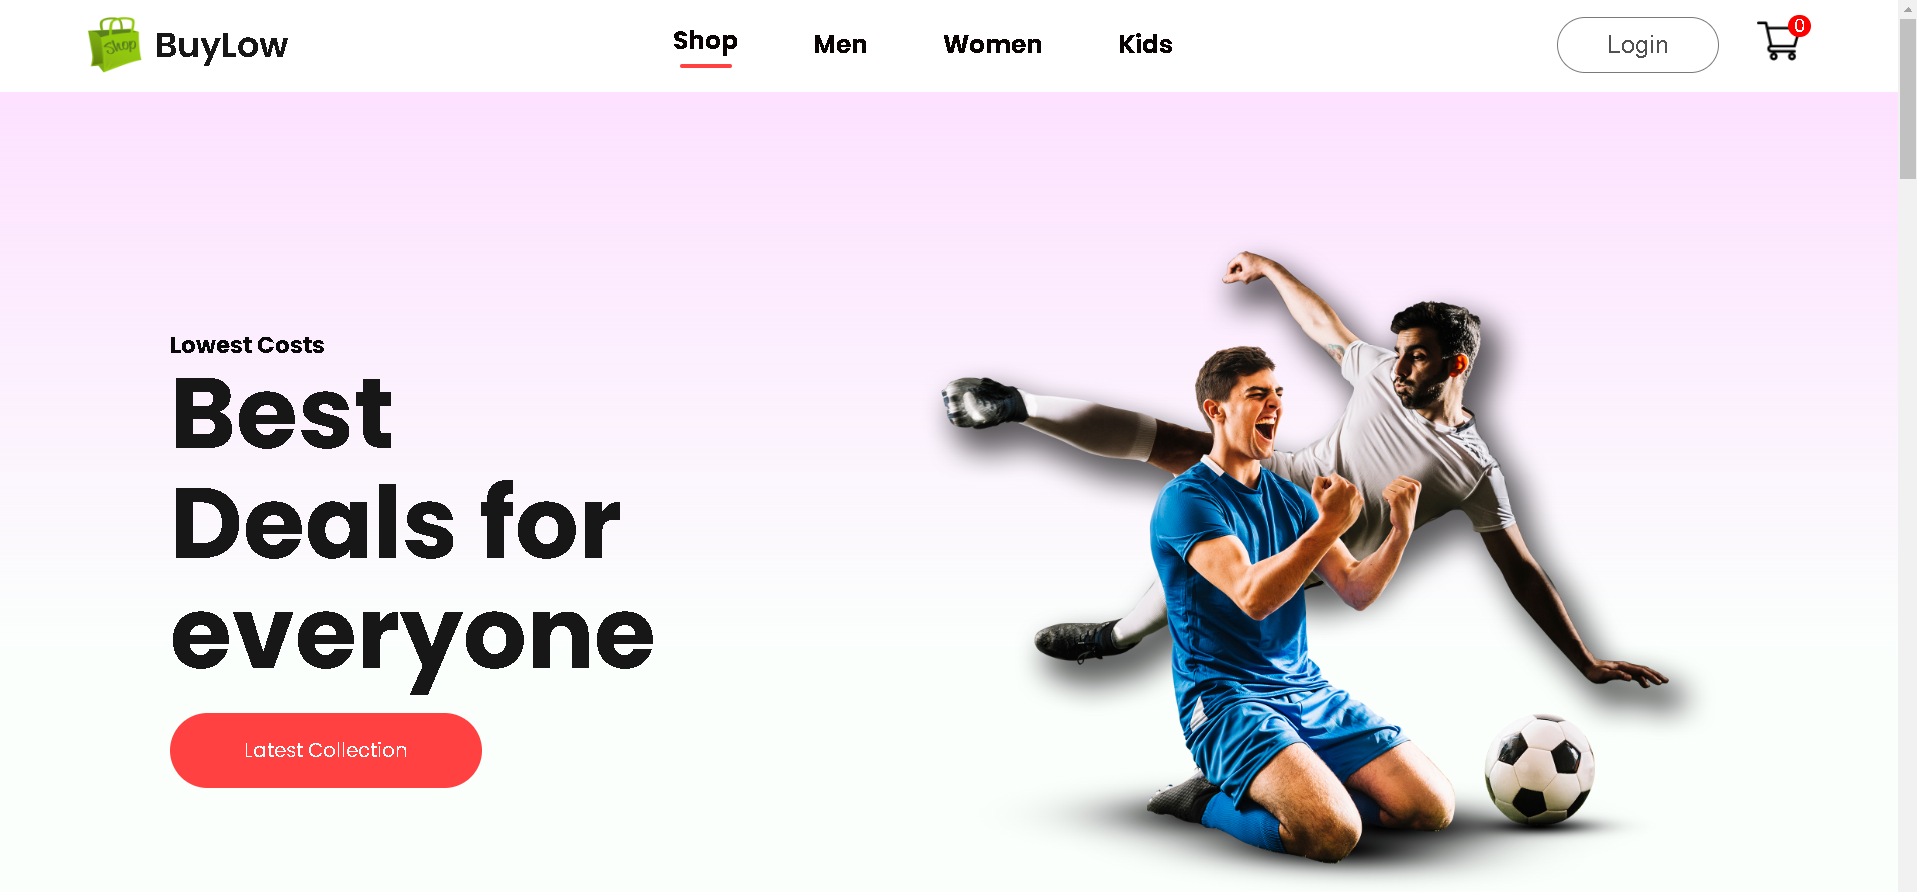 Shop
BuyLow
Shop
Men
Women
Kids
Login
0
Lowest Costs
Best
Deals for
everyone
Latest Collection